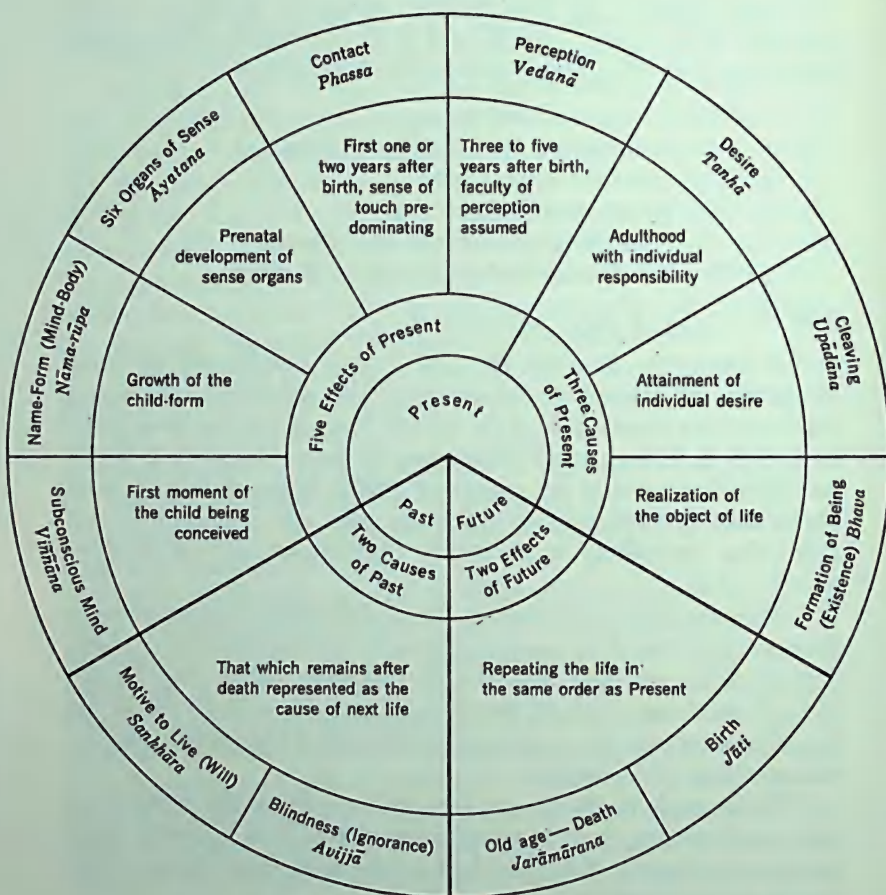 Contact
Phassa
Perception
Vedanā
Six Organs of Sense
Āyatana
Desire
Tanhā
Name-Form (Mind-Body)
Nāma-rūpa
Cleaving
Upādāna
Subconscious Mind
Viññāna
Formation of Being
(Existence) Bhava
Motive to Live (Will)
Sankhāra
Birth
Jāti
Blindness (Ignorance)
Avijjā
Old age — Death
Jarāmārana
First one or
two years after
birth, sense of
touch pre-
dominating
Three to five
years after birth,
faculty of
perception
assumed
Prenatal
development of
sense organs
Adulthood
with individual
responsibility
Growth of the
child-form
Attainment of
individual desire
First moment of
the child being
conceived
Realization of
the object of life
That which remains after
death represented as the
cause of next life
Repeating the life in
the same order as Present
Five Effects of Present
Three Causes
of Present
Two Causes
of Past
Two Effects
of Future
Present
Past
Future